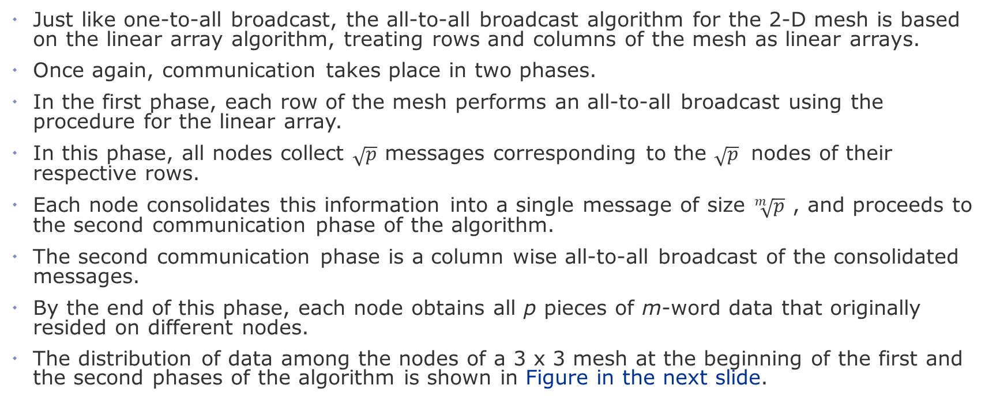 Just like one-to-all broadcast, the all-to-all broadcast algorithm for the 2-D mesh is based
on the linear array algorithm, treating rows and columns of the mesh as linear arrays.
Once again, communication takes place in two phases.
In the first phase, each row of the mesh performs an all-to-all broadcast using the
procedure for the linear array.
In this phase, all nodes collect √p messages corresponding to the √p nodes of their
respective rows.
Each node consolidates this information into a single message of size ᵐ√p , and proceeds to
the second communication phase of the algorithm.
The second communication phase is a column wise all-to-all broadcast of the consolidated
messages.
By the end of this phase, each node obtains all p pieces of m-word data that originally
resided on different nodes.
The distribution of data among the nodes of a 3 x 3 mesh at the beginning of the first and
the second phases of the algorithm is shown in Figure in the next slide.